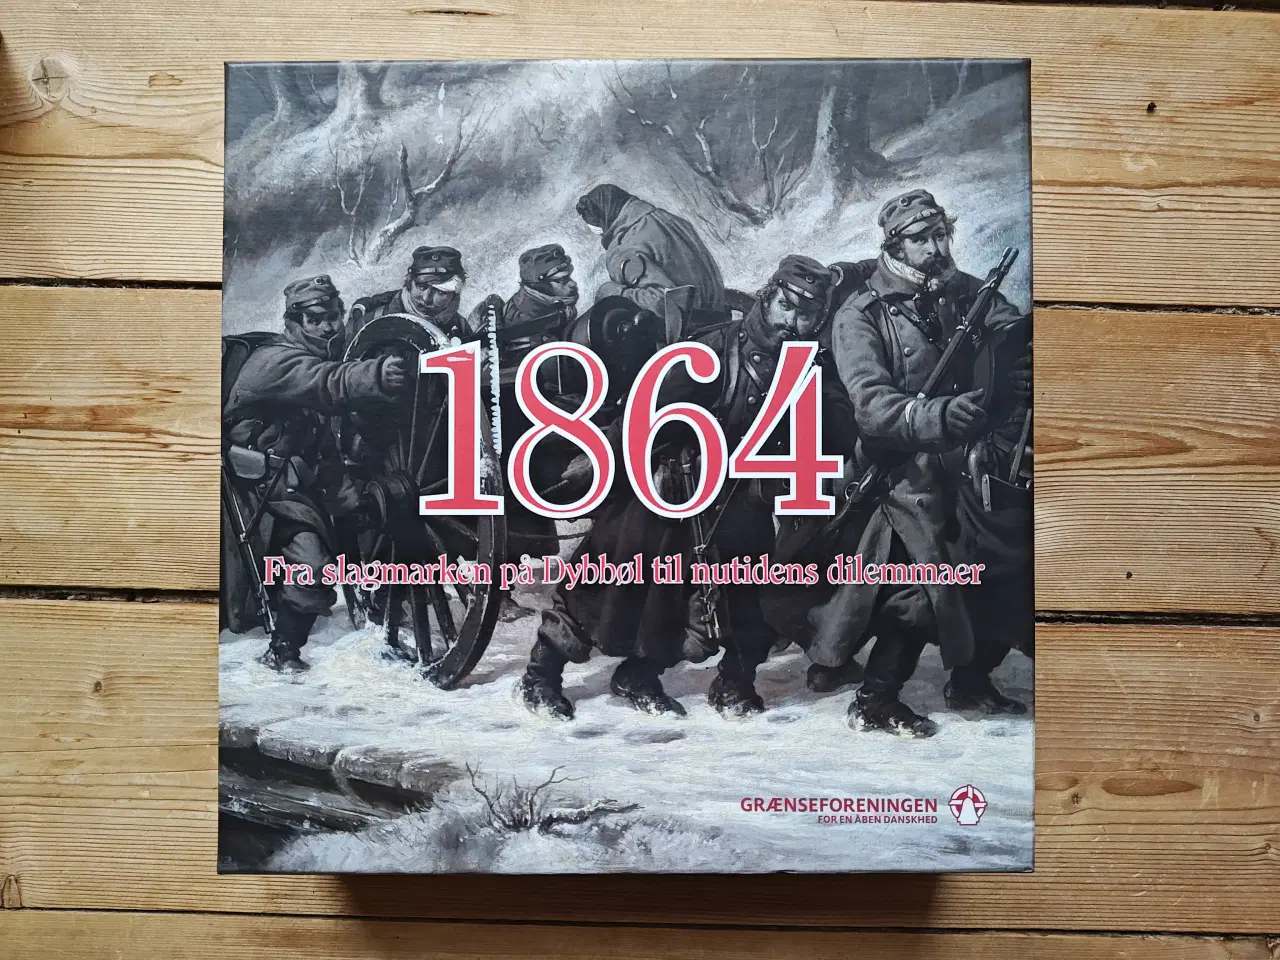 1864
Fra slagmarken på Dybbøl til nutidens dilemmaer
GRÆNSEFORENINGEN
FOR EN ÅBEN DANSKHED